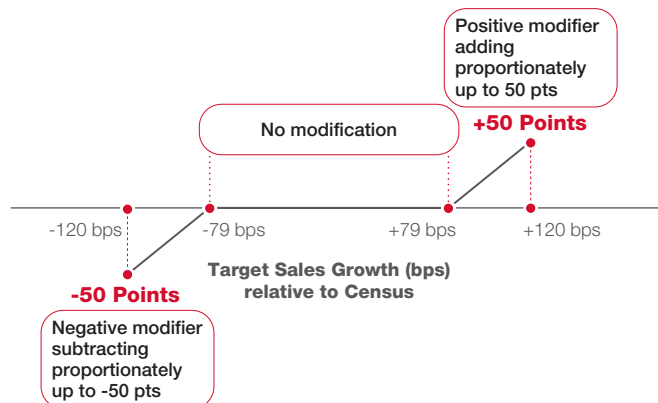 Positive modifier
adding
proportionately
up to 50 pts
+50 Points
No modification
-120 bps
-79 bps
+79 bps
+120 bps
Target Sales Growth (bps)
relative to Census
-50 Points
Negative modifier
subtracting
proportionately
up to -50 pts